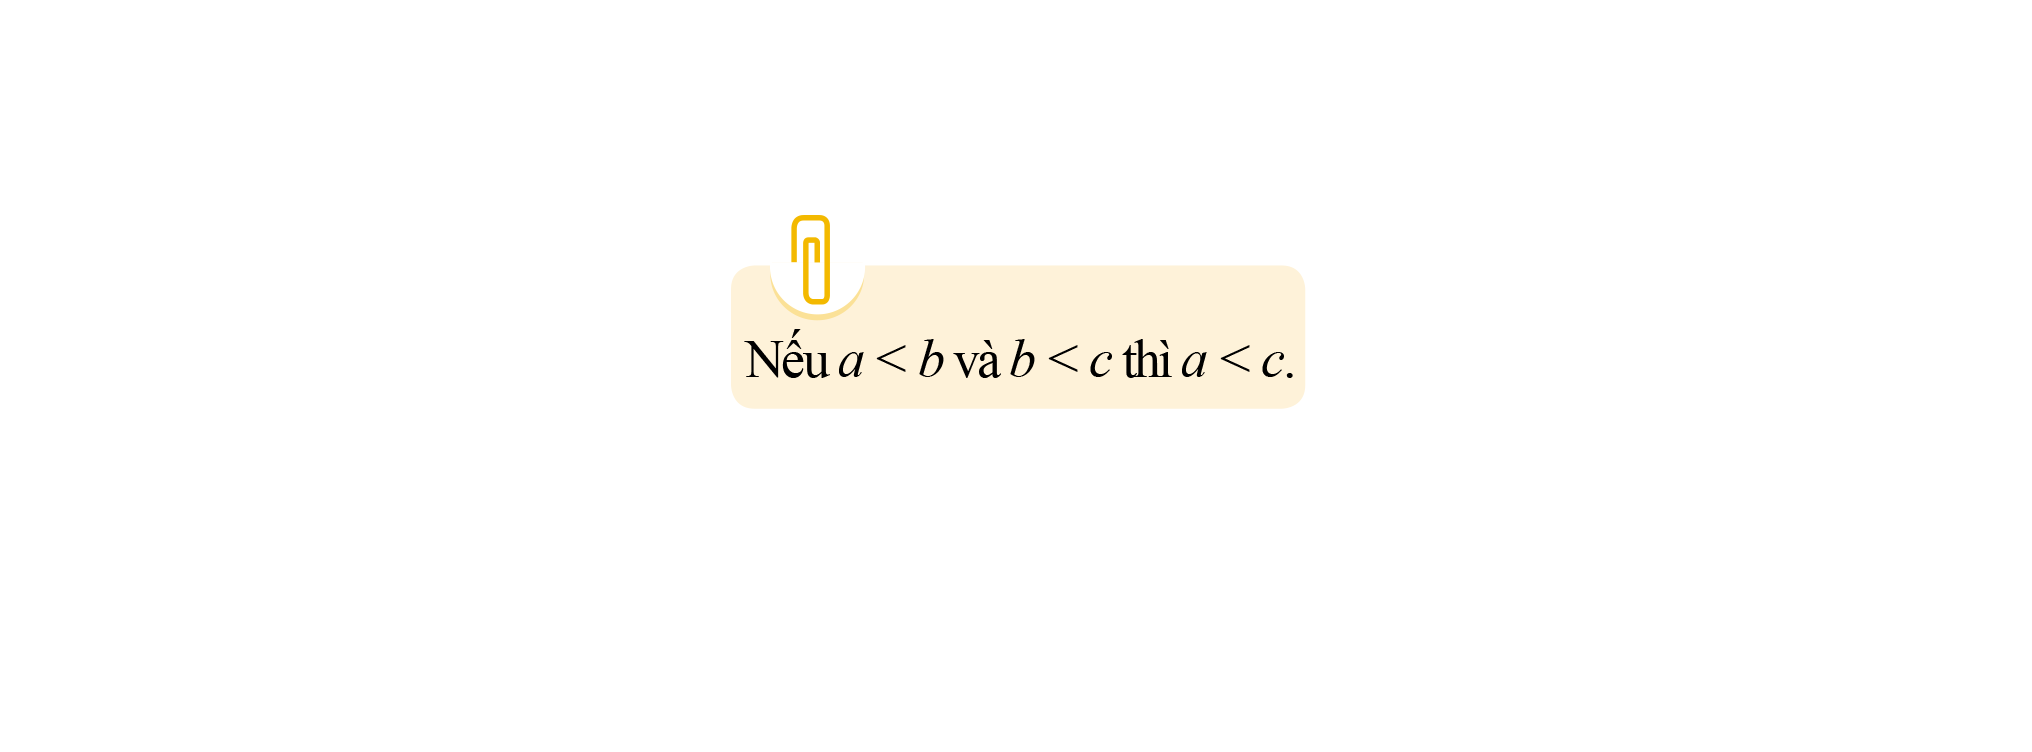 Nếu a < b và b < c thì a < c.